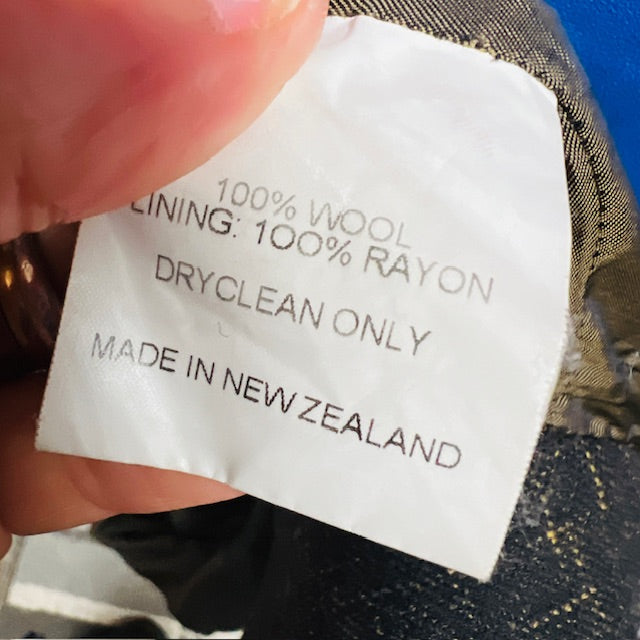 100% WOOL
LINING: 100% RAYON
DRYCLEAN ONLY
MADE IN NEW ZEALAND